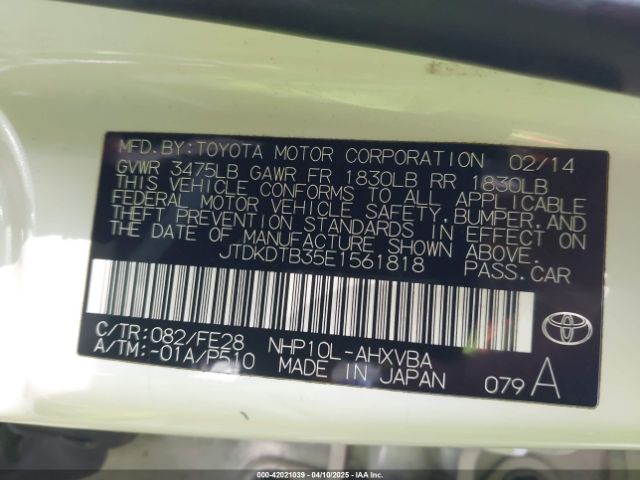 MFD.BY:TOYOTA MOTOR CORPORATION 02/14
GVWR 3475LB GAWR FR 1830LB RR 1830LB
THIS VEHICLE CONFORMS TO ALL APPLICABLE
FEDERAL MOTOR VEHICLE SAFETY,BUMPER,AND
THEFT PREVENTION STANDARDS IN EFFECT ON
THE DATE OF MANUFACTURE SHOWN ABOVE.
JTDKDTB35E1561818 PASS.CAR
C/TR:082/FE28 NHP10L-AHXVBA
A/TM:-01A/P510 MADE IN JAPAN 079 A
000-42021039 - 04/10/2025 - IAA Inc.